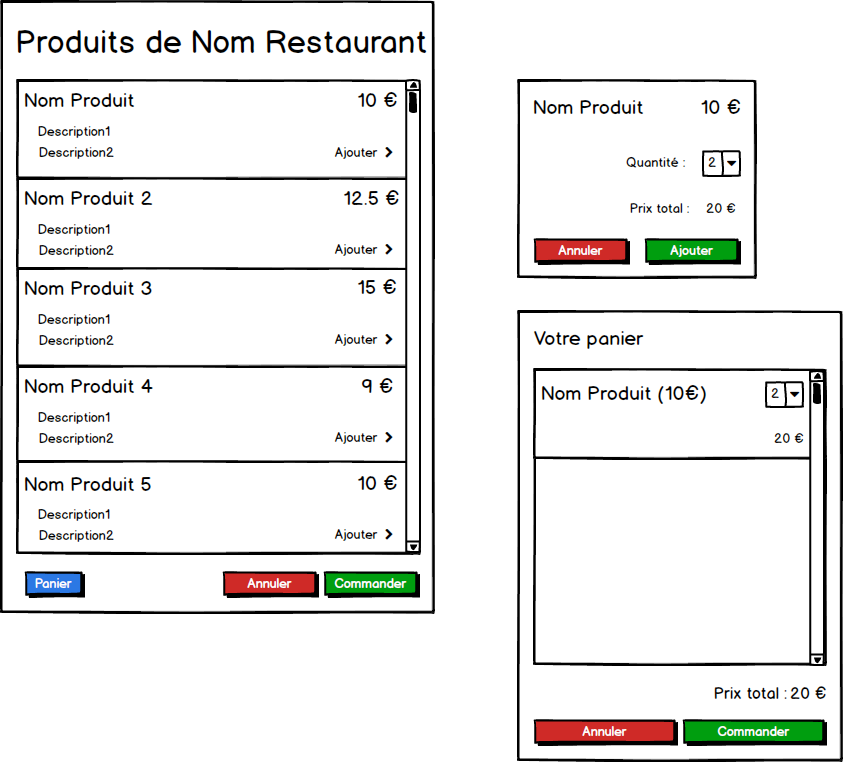 Produits de Nom Restaurant
Nom Produit 10 €
Description1
Description2 Ajouter
Nom Produit 2 12.5 €
Description1
Description2 Ajouter
Nom Produit 3 15 €
Description1
Description2 Ajouter
Nom Produit 4 9 €
Description1
Description2 Ajouter
Nom Produit 5 10 €
Description1
Description2 Ajouter
Panier Annuler Commander
Nom Produit 10 €
Quantité : 2
Prix total : 20 €
Annuler Ajouter
Votre panier
Nom Produit (10€) 2
20 €
Prix total : 20 €
Annuler Commander